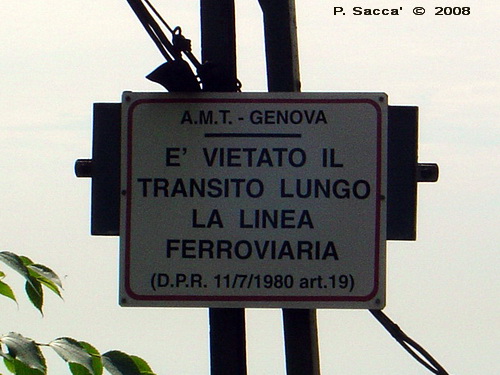 P. Sacca' © 2008
A.M.T. - GENOVA
E' VIETATO IL
TRANSITO LUNGO
LA LINEA
FERROVIARIA
(D.P.R. 11/7/1980 art.19)